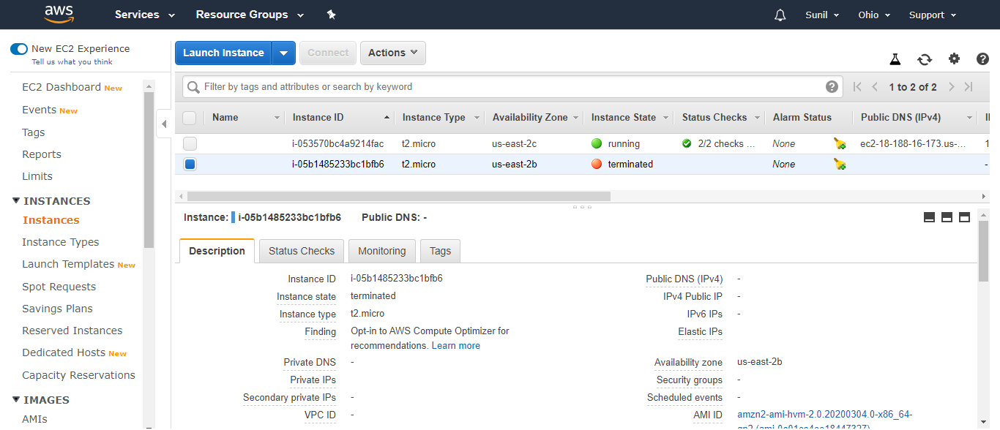 aws Services Resource Groups Sunil Ohio Support
New EC2 Experience
Tell us what you think
Launch Instance Connect Actions
EC2 Dashboard New
Events New
Tags
Reports
Limits
INSTANCES
Instances
Instance Types
Launch Templates New
Spot Requests
Savings Plans
Reserved Instances
Dedicated Hosts New
Capacity Reservations
IMAGES
AMIs
Filter by tags and attributes or search by keyword ? 1 to 2 of 2
Name Instance ID Instance Type Availability Zone Instance State Status Checks Alarm Status Public DNS (IPv4)
i-053570bc4a9214fac t2.micro us-east-2c running 2/2 checks ... None ec2-18-188-16-173.us-... 1
i-05b1485233bc1bfb6 t2.micro us-east-2b terminated None -
Instance: i-05b1485233bc1bfb6 Public DNS: -
Description Status Checks Monitoring Tags
Instance ID i-05b1485233bc1bfb6 Public DNS (IPv4) -
Instance state terminated IPv4 Public IP -
Instance type t2.micro IPv6 IPs -
Finding Opt-in to AWS Compute Optimizer for Elastic IPs
recommendations. Learn more
Private DNS - Availability zone us-east-2b
Private IPs Security groups -
Secondary private IPs - Scheduled events -
VPC ID - AMI ID amzn2-ami-hvm-2.0.20200304.0-x86_64-